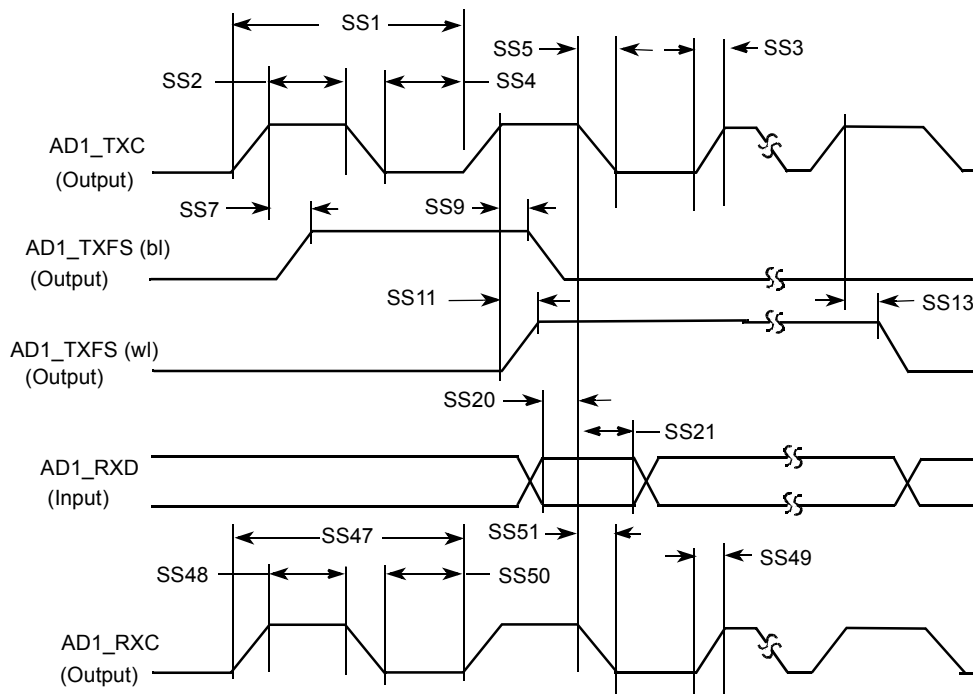 SS1
SS5
SS3
SS2
SS4
AD1_TXC
(Output)
SS7
SS9
AD1_TXFS (bl)
(Output)
SS11
SS13
AD1_TXFS (wl)
(Output)
SS20
SS21
AD1_RXD
(Input)
SS47
SS51
SS49
SS48
SS50
AD1_RXC
(Output)